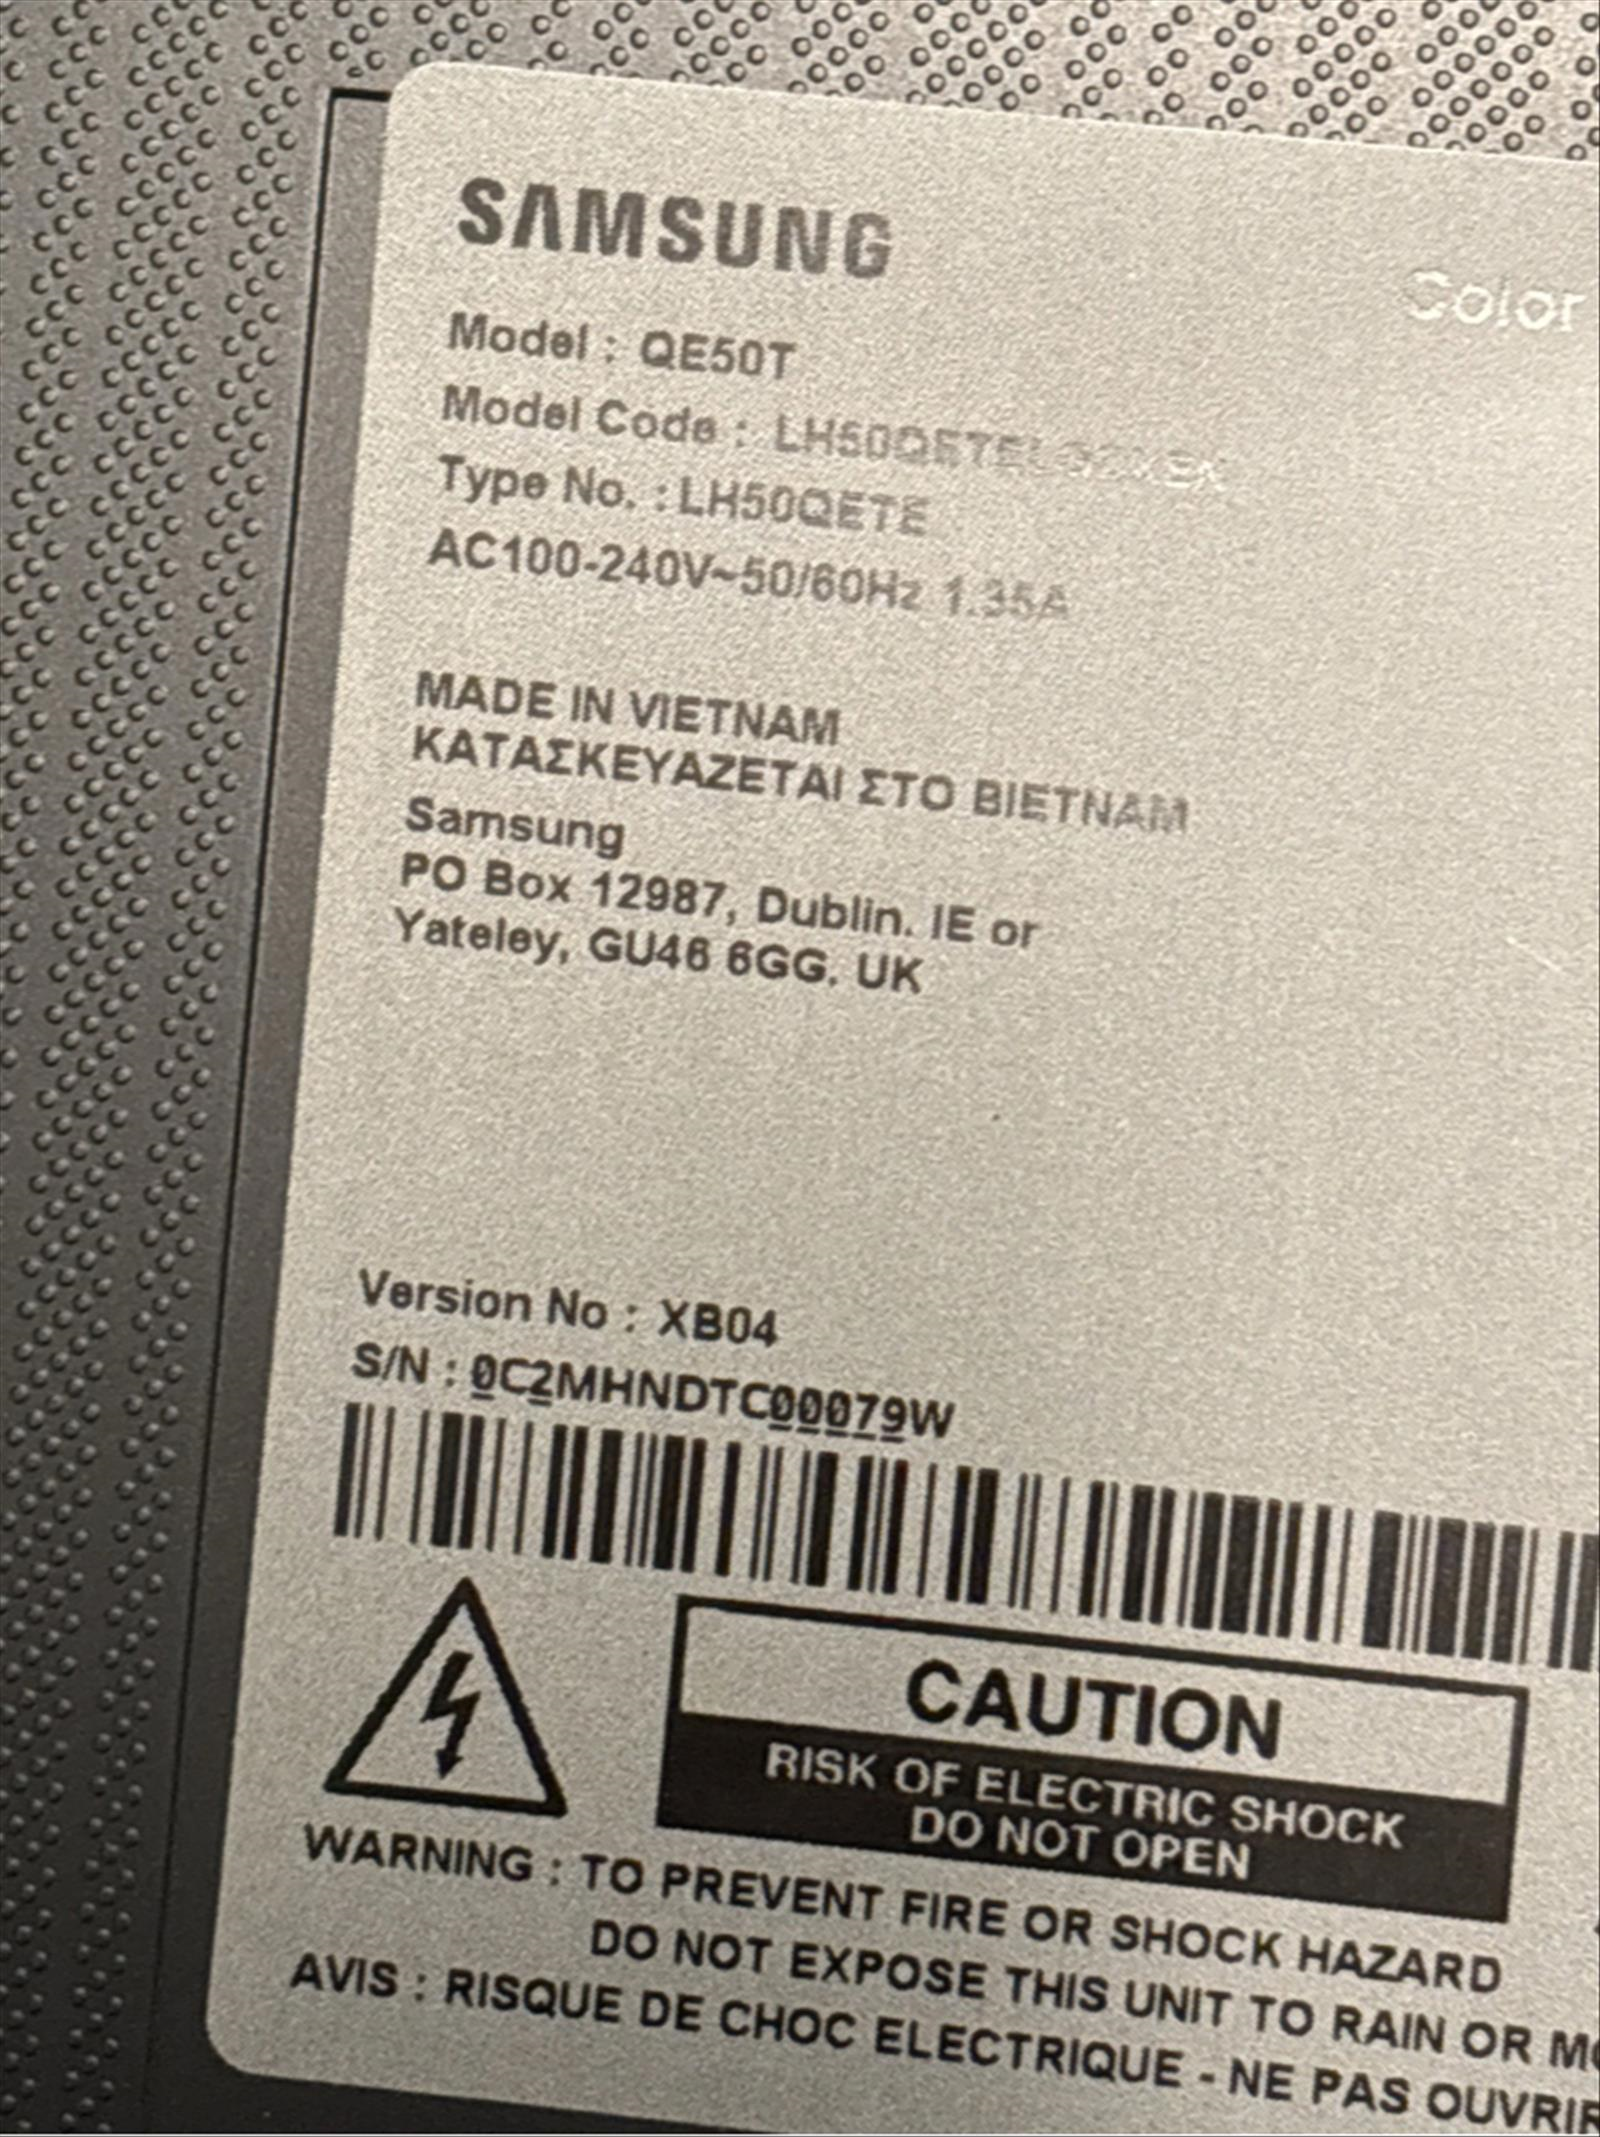 SAMSUNG
Color
Model : QE50T
Model Code :
Type No. : LH50QETE
AC100-240V~50/60Hz 1.35A
MADE IN VIETNAM
ΚΑΤΑΣΚΕΥΑΖΕΤΑΙ ΣΤΟ ΒΙΕΤΝΑΜ
Samsung
PO Box 12987, Dublin. IE or
Yateley, GU46 6GG. UK
Version No : XB04
S/N : 0C2MHNDTC00079W
CAUTION
RISK OF ELECTRIC SHOCK
DO NOT OPEN
WARNING : TO PREVENT FIRE OR SHOCK HAZARD
DO NOT EXPOSE THIS UNIT TO RAIN OR
AVIS : RISQUE DE CHOC ELECTRIQUE - NE PAS OUVRIR